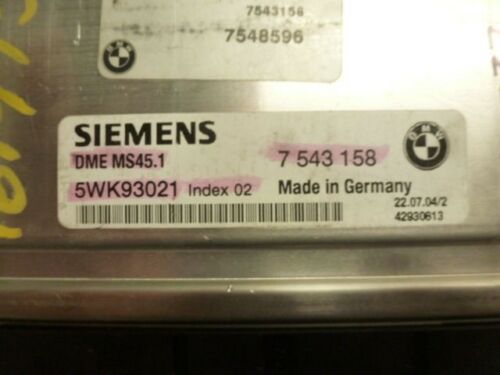 7543158
7548596
SIEMENS
DME MS45.1
7 543 158
5WK93021 Index 02
Made in Germany
22.07.04/2
42930613
BMW